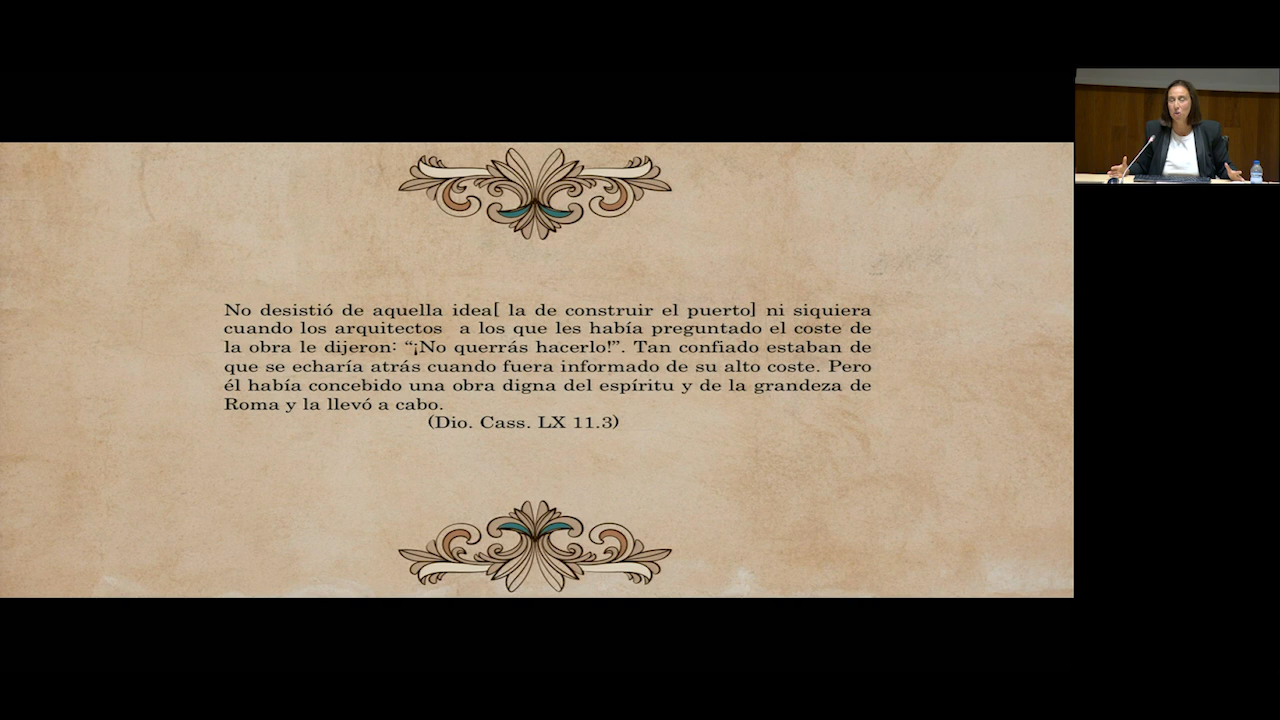 No desistió de aquella idea[ la de construir el puerto] ni siquiera
cuando los arquitectos a los que les había preguntado el coste de
la obra le dijeron: “¡No querrás hacerlo!”. Tan confiado estaban de
que se echaría atrás cuando fuera informado de su alto coste. Pero
él había concebido una obra digna del espíritu y de la grandeza de
Roma y la llevó a cabo.
(Dio. Cass. LX 11.3)